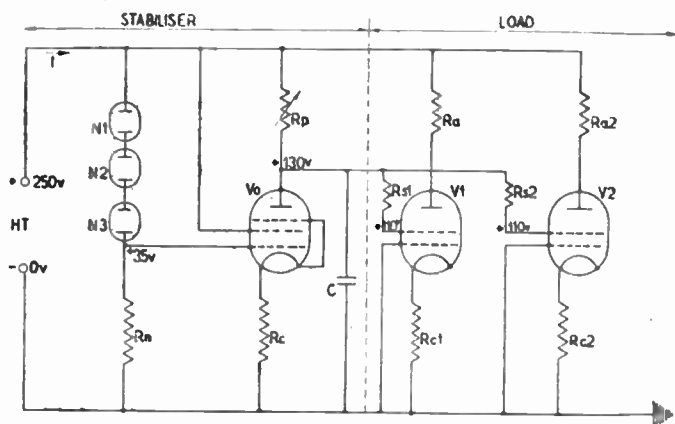 STABILISER
LOAD
I
N1
N2
N3
+ 250v
HT
- 0v
+35v
Rn
Rp
+ 130v
Vo
Rc
C
Ra
Rs1
V1
+ 110v
Rc1
Ra2
Rs2
V2
+ 110v
Rc2